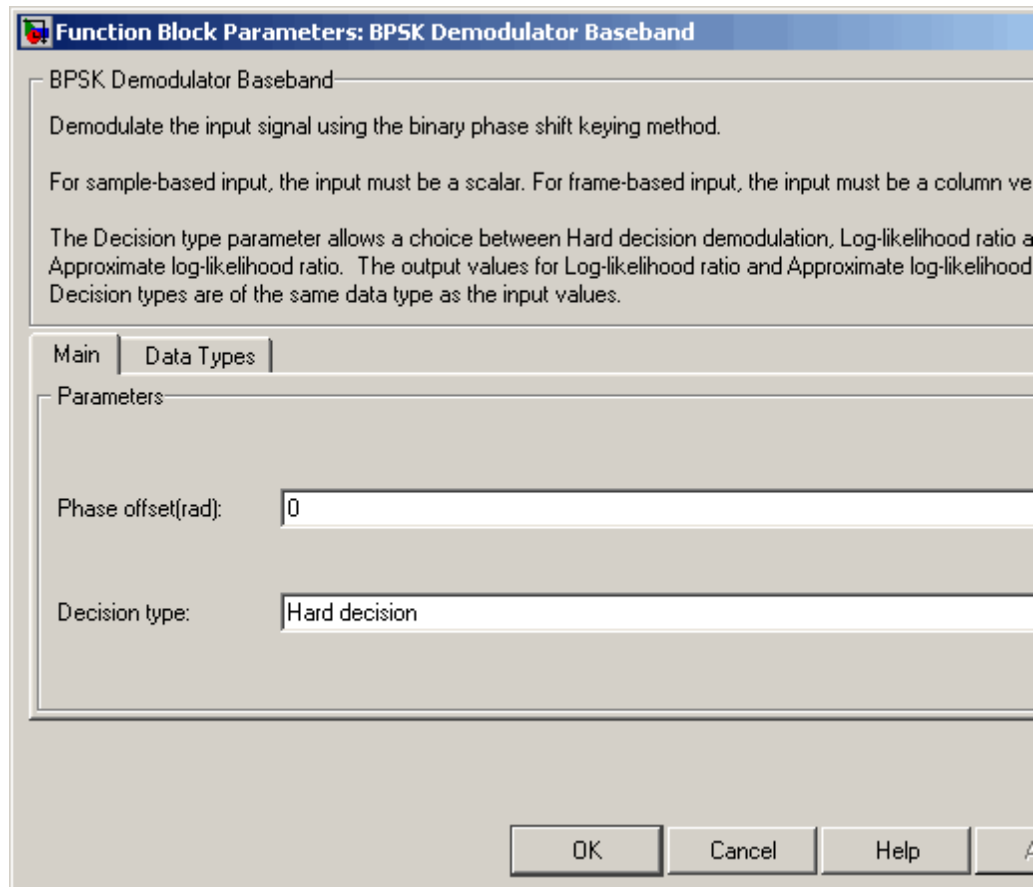 Function Block Parameters: BPSK Demodulator Baseband
BPSK Demodulator Baseband
Demodulate the input signal using the binary phase shift keying method.
For sample-based input, the input must be a scalar. For frame-based input, the input must be a column
The Decision type parameter allows a choice between Hard decision demodulation, Log-likelihood ratio
Approximate log-likelihood ratio. The output values for Log-likelihood ratio and Approximate log-likelihood
Decision types are of the same data type as the input values.
Main
Data Types
Parameters
Phase offset(rad):
0
Decision type:
Hard decision
OK
Cancel
Help